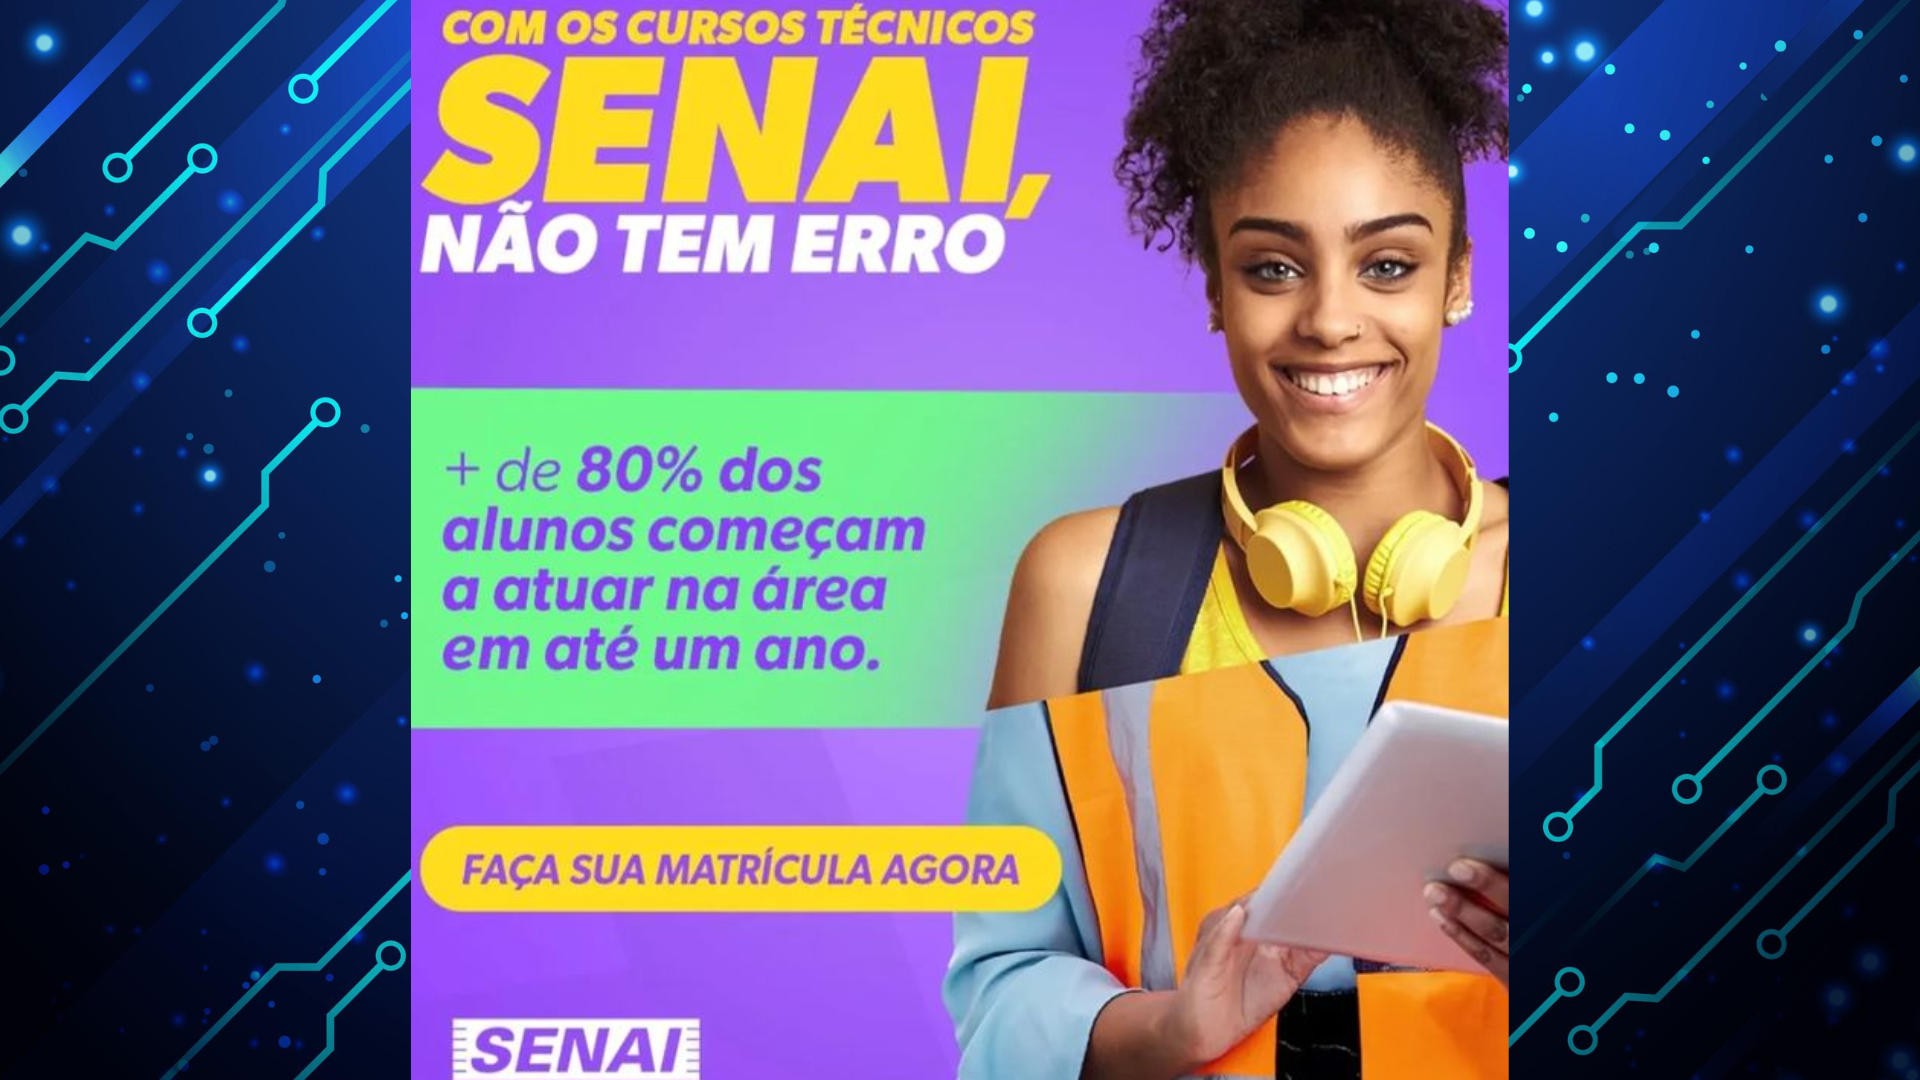 COM OS CURSOS TÉCNICOS
SENAI,
NÃO TEM ERRO
+ de 80% dos
alunos começam
a atuar na área
em até um ano.
FAÇA SUA MATRÍCULA AGORA
SENAI